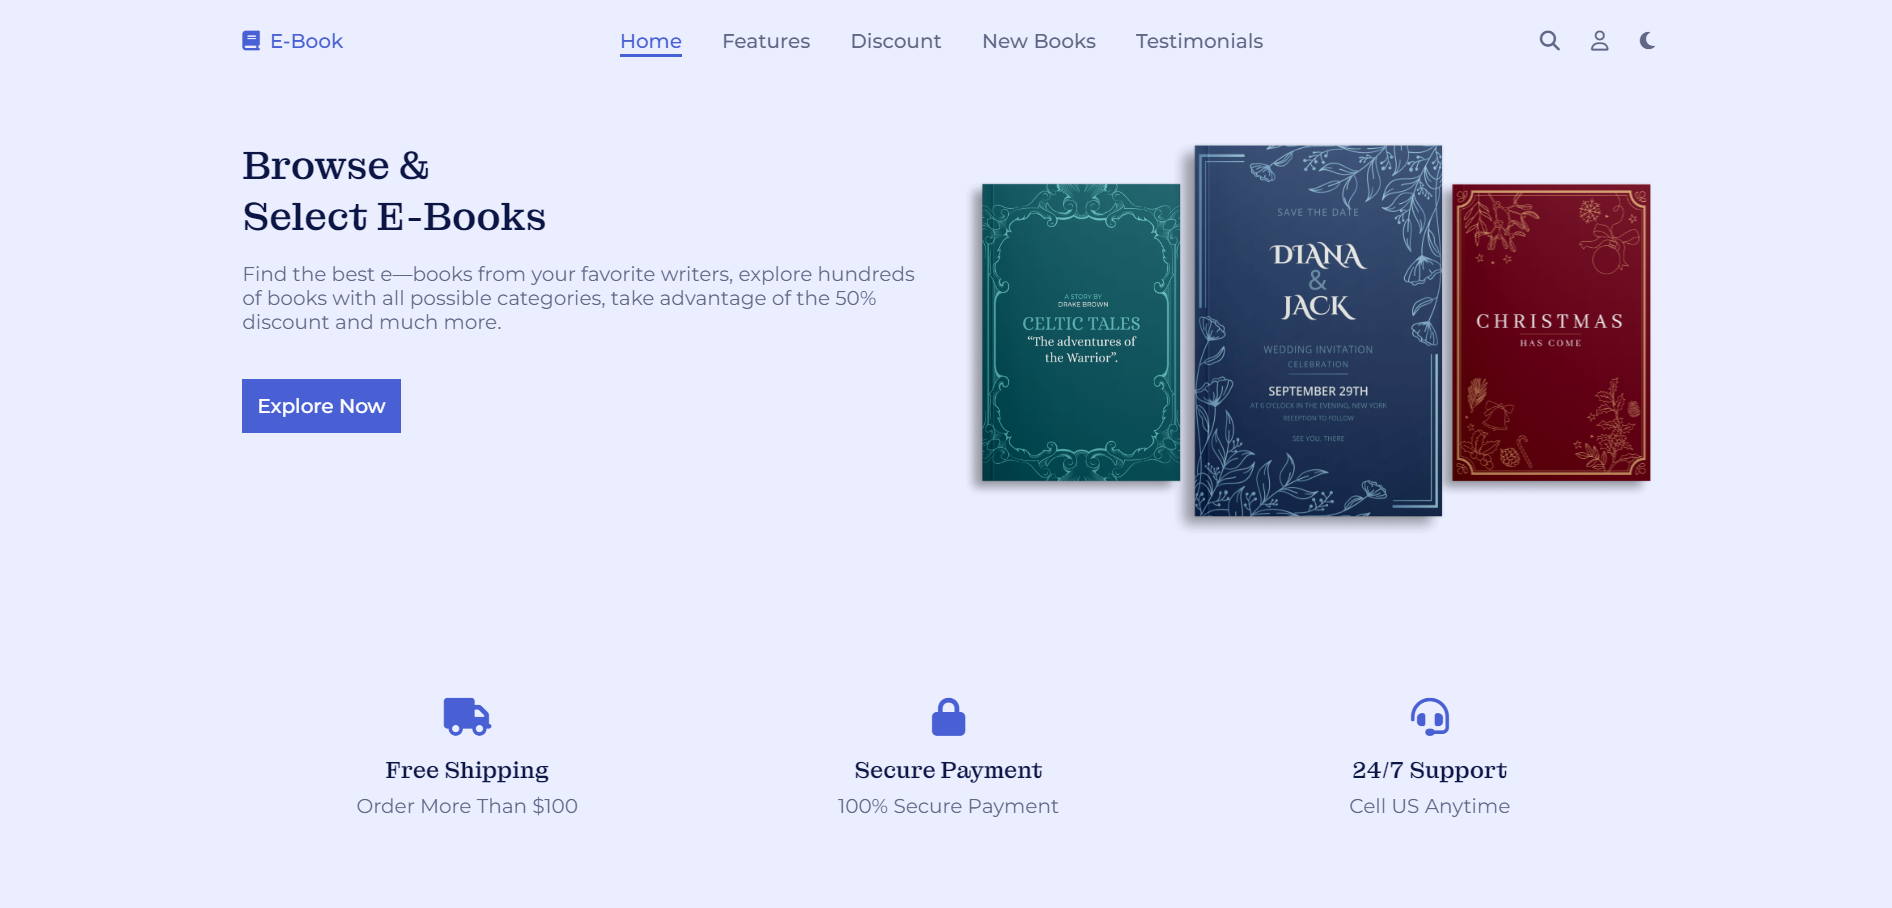 E-Book
Home
Features
Discount
New Books
Testimonials
Browse &
Select E-Books
Find the best e—books from your favorite writers, explore hundreds
of books with all possible categories, take advantage of the 50%
discount and much more.
Explore Now
A STORY BY
DRAKE BROWN
CELTIC TALES
“The adventures of
the Warrior”.
SAVE THE DATE
DIANA
&
JACK
WEDDING INVITATION
CELEBRATION
SEPTEMBER 29TH
AT 6 O'CLOCK IN THE EVENING, NEW YORK
RECEPTION TO FOLLOW
SEE YOU. THERE
CHRISTMAS
HAS COME
Free Shipping
Order More Than $100
Secure Payment
100% Secure Payment
24/7 Support
Cell US Anytime